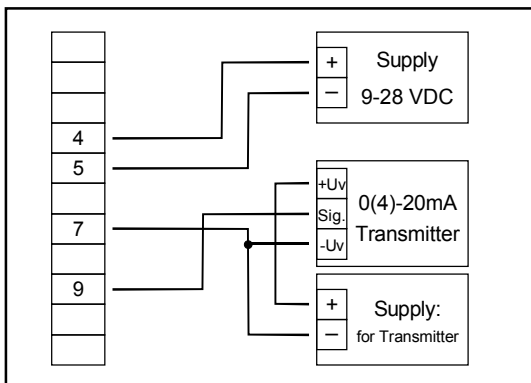 4
5
7
9
+
−
Supply
9-28 VDC
+Uv
Sig.
-Uv
0(4)-20mA
Transmitter
+
−
Supply:
for Transmitter